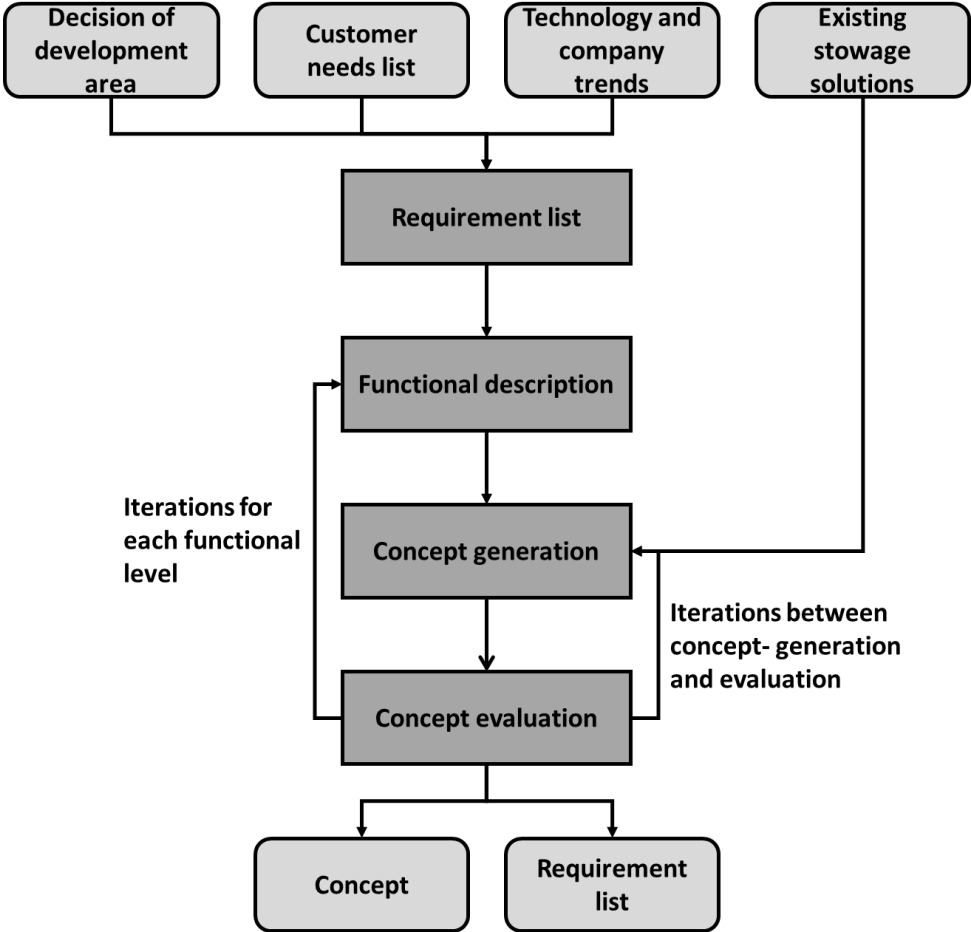 Decision of
development
area
Customer
needs list
Technology and
company
trends
Existing
stowage
solutions
Requirement list
Functional description
Iterations for
each functional
level
Concept generation
Iterations between
concept- generation
and evaluation
Concept evaluation
Concept
Requirement
list